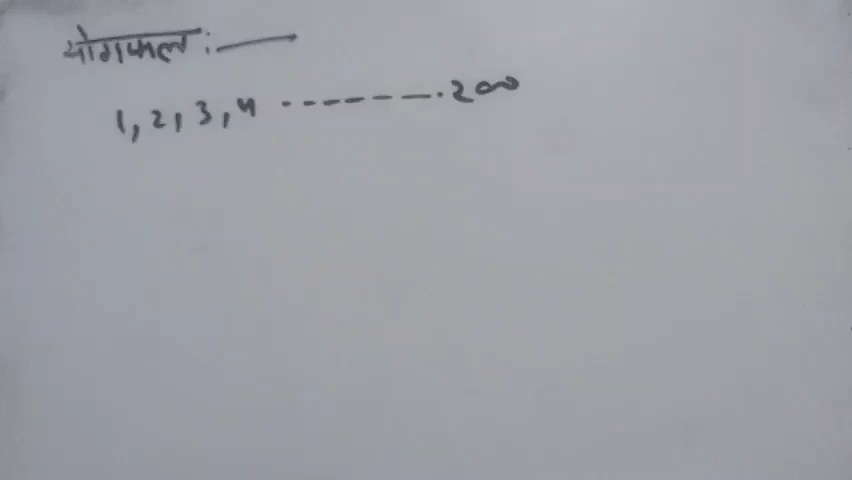 योगफल :—
1, 2, 3, 4 ------- 200